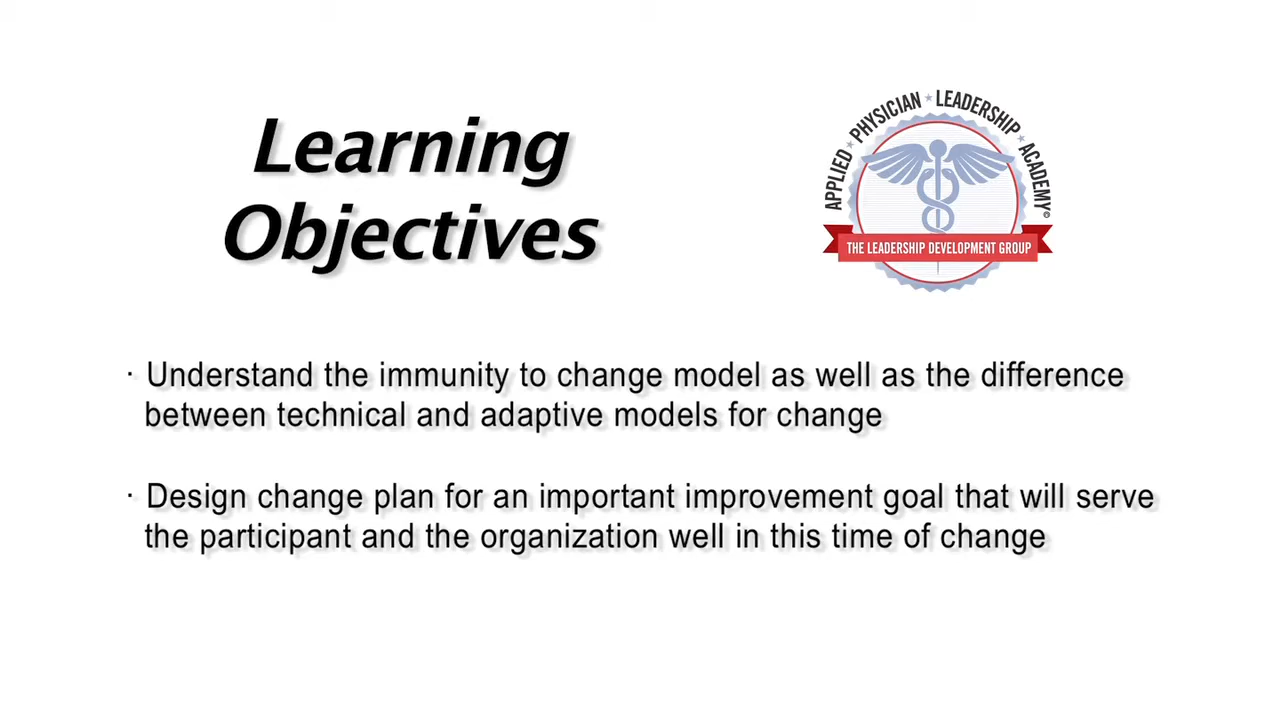 Learning
Objectives
APPLIED ★ PHYSICIAN ★ LEADERSHIP ★ ACADEMY©
THE LEADERSHIP DEVELOPMENT GROUP
· Understand the immunity to change model as well as the difference
between technical and adaptive models for change
· Design change plan for an important improvement goal that will serve
the participant and the organization well in this time of change